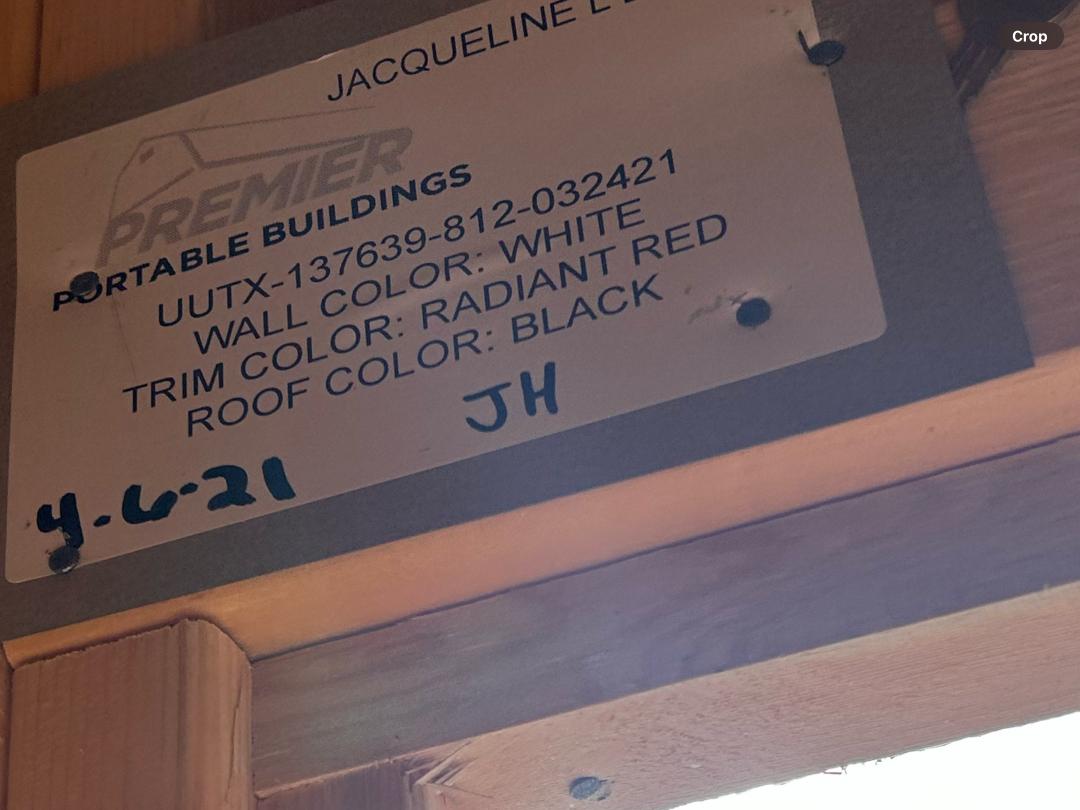 Crop
JACQUELINE L
PREMIER
PORTABLE BUILDINGS
UUTX-137639-812-032421
WALL COLOR: WHITE
TRIM COLOR: RADIANT RED
ROOF COLOR: BLACK
JH
4.6-21